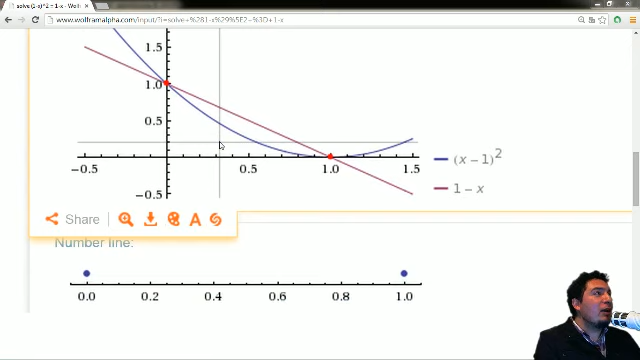 solve (1-x)^2 = 1-x - Wolf
www.wolframalpha.com/input/?i=solve+%281-x%29%5E2+%3D+1-x
1.5
1.0
0.5
-0.5 0.5 1.0 1.5
-0.5
(x − 1)2
1 − x
Share
A
Number line:
0.0 0.2 0.4 0.6 0.8 1.0